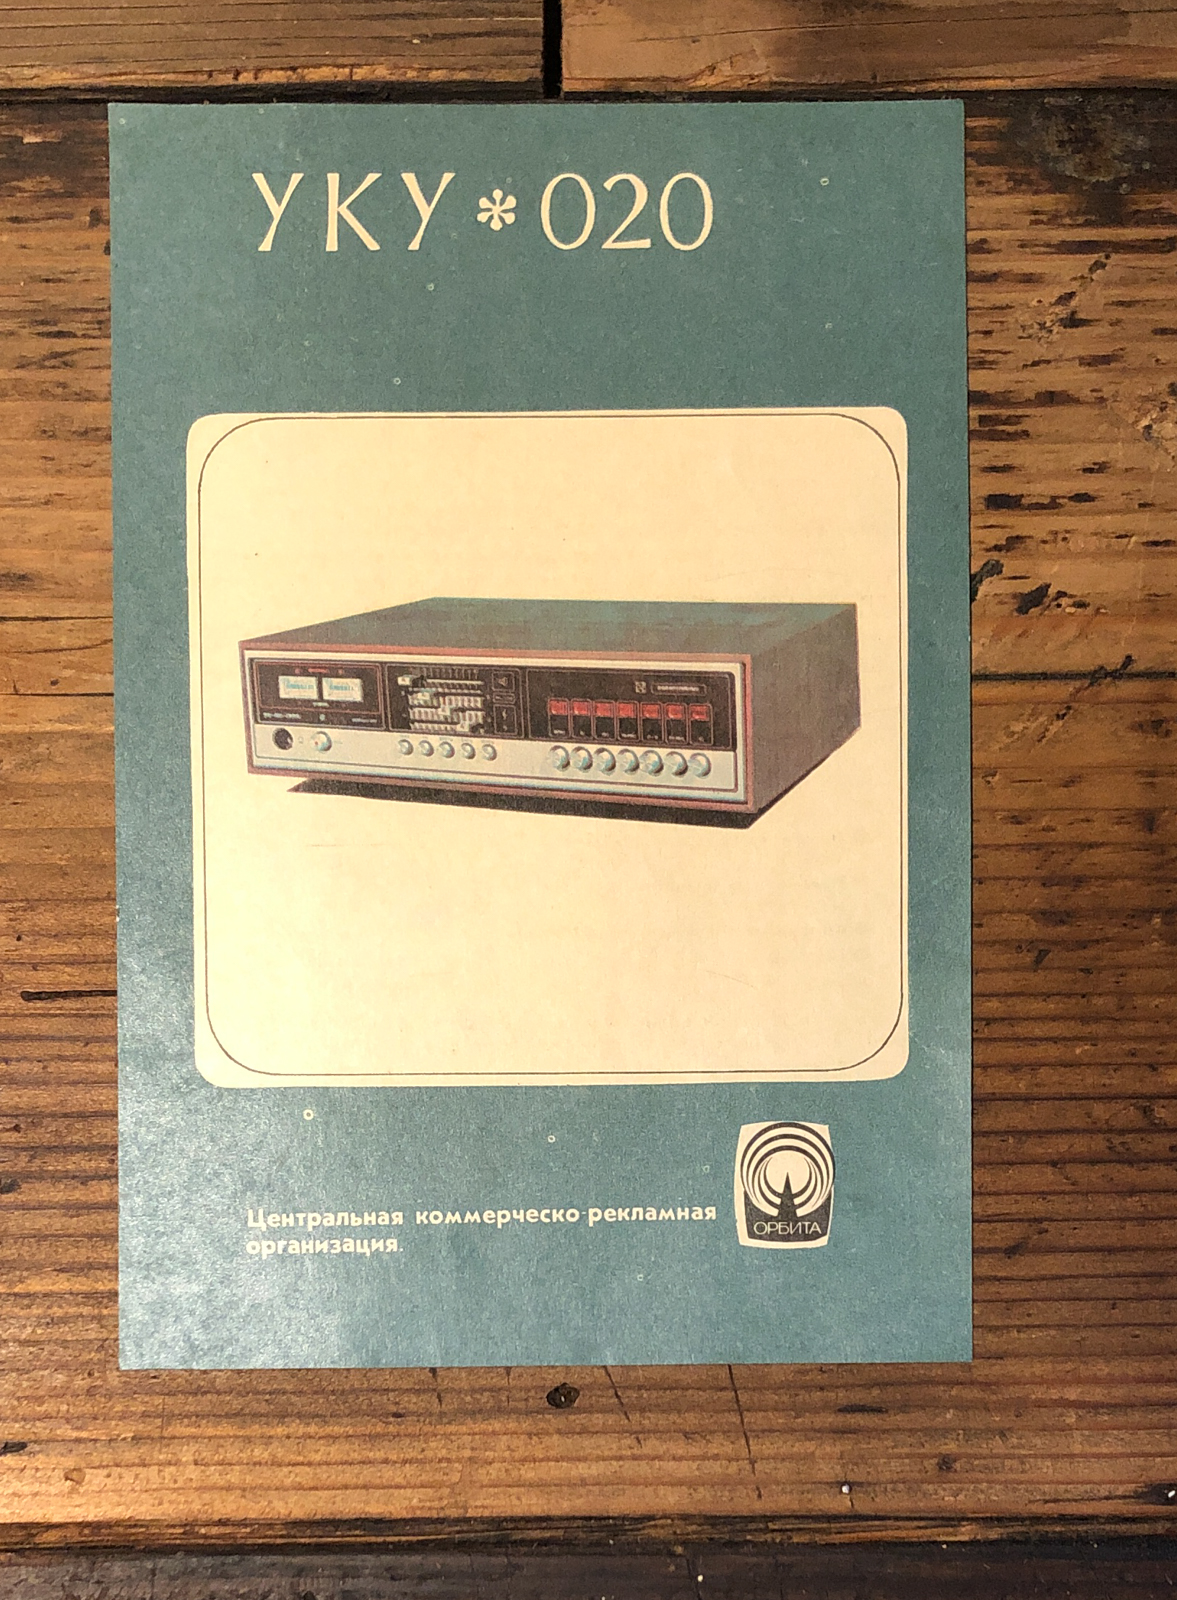 УКУ * 020
Центральная коммерческо-рекламная
организация.
ОРБИТА